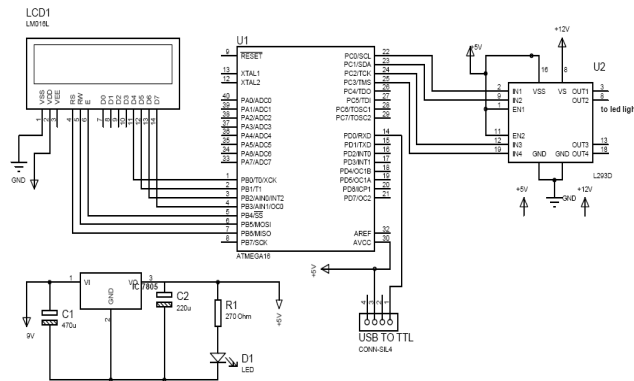 LCD1
LM016L
VSS
VDD
VEE
RS
RW
E
D0
D1
D2
D3
D4
D5
D6
D7
1
2
3
4
5
6
7
8
9
10
11
12
13
14
GND
U1
9 RESET
13 XTAL1
12 XTAL2
40 PA0/ADC0
39 PA1/ADC1
38 PA2/ADC2
37 PA3/ADC3
36 PA4/ADC4
35 PA5/ADC5
34 PA6/ADC6
33 PA7/ADC7
1 PB0/T0/XCK
2 PB1/T1
3 PB2/AIN0/INT2
4 PB3/AIN1/OC0
5 PB4/SS
6 PB5/MOSI
7 PB6/MISO
8 PB7/SCK
PC0/SCL 22
PC1/SDA 23
PC2/TCK 24
PC3/TMS 25
PC4/TDO 26
PC5/TDI 27
PC6/TOSC1 28
PC7/TOSC2 29
PD0/RXD 14
PD1/TXD 15
PD2/INT0 16
PD3/INT1 17
PD4/OC1B 18
PD5/OC1A 19
PD6/ICP1 20
PD7/OC2 21
AREF 32
AVCC 30
ATMEGA16
+5V
+12V
U2
16
8
2 IN1
9 IN2
1 EN1
VSS
VS
OUT1 3
OUT2 8
to led ligt
11 EN2
12 IN3
19 IN4
OUT3 13
OUT4 18
GND
GND
L293D
+5V
+12V
GND
+5V
4
3
2
1
USB TO TTL
CONN-SIL4
1 VI
VO 3
GND
2
IC 7805
C1
470u
9V
C2
220u
R1
270 Ohm
D1
LED
+5V